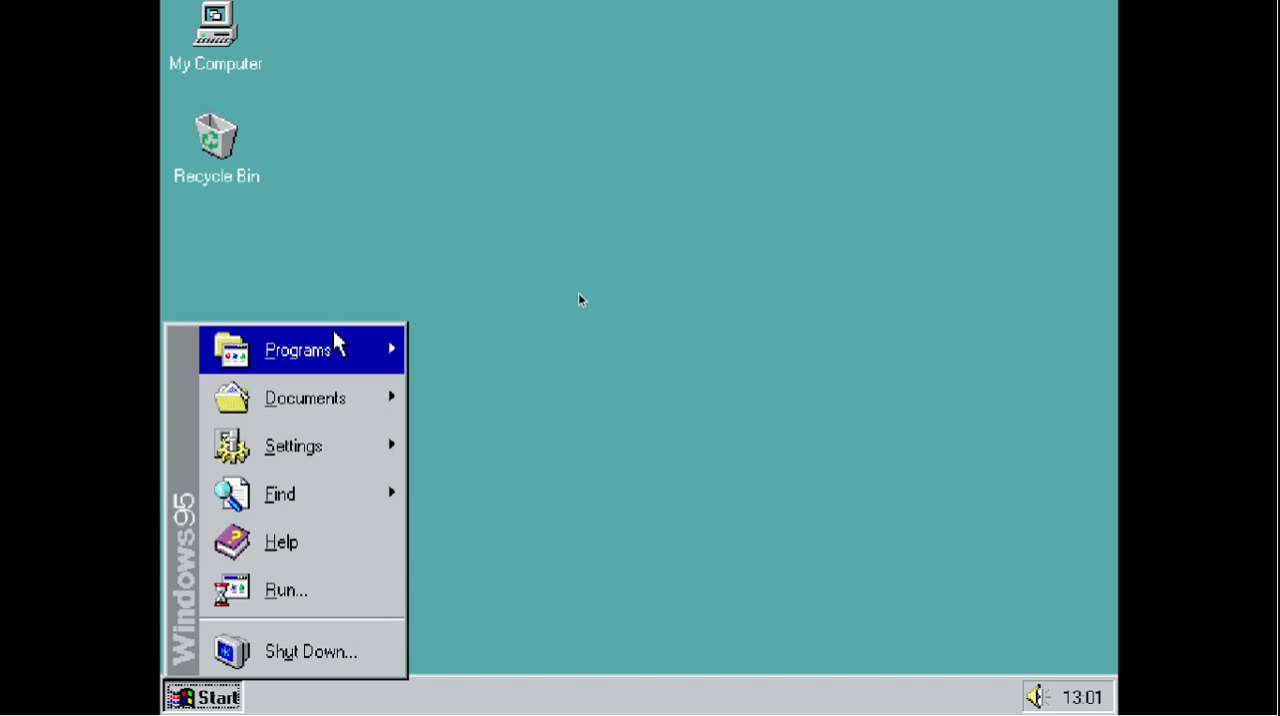 My Computer
Recycle Bin
Programs
Documents
Settings
Find
Help
Run...
Shut Down...
Windows95
Start
13:01